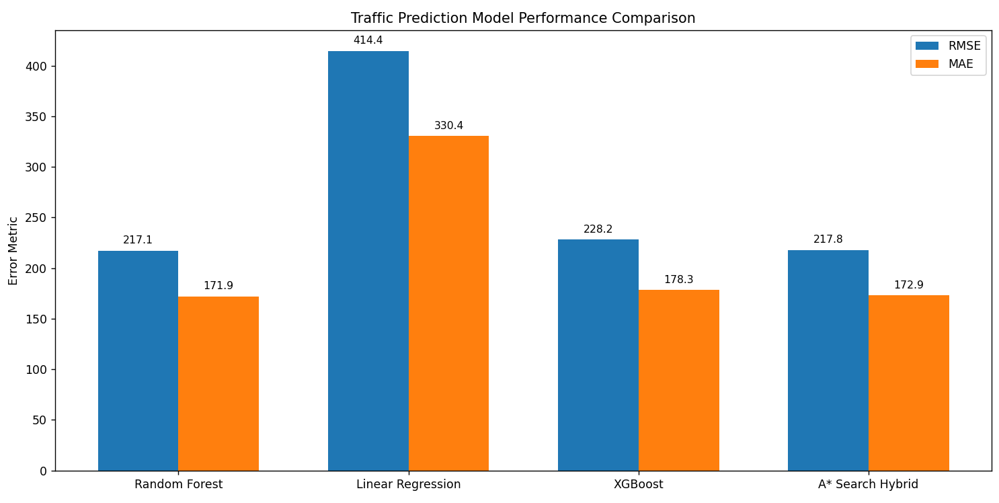 Traffic Prediction Model Performance Comparison
RMSE
MAE
Error Metric
400
350
300
250
200
150
100
50
0
217.1
171.9
414.4
330.4
228.2
178.3
217.8
172.9
Random Forest
Linear Regression
XGBoost
A* Search Hybrid